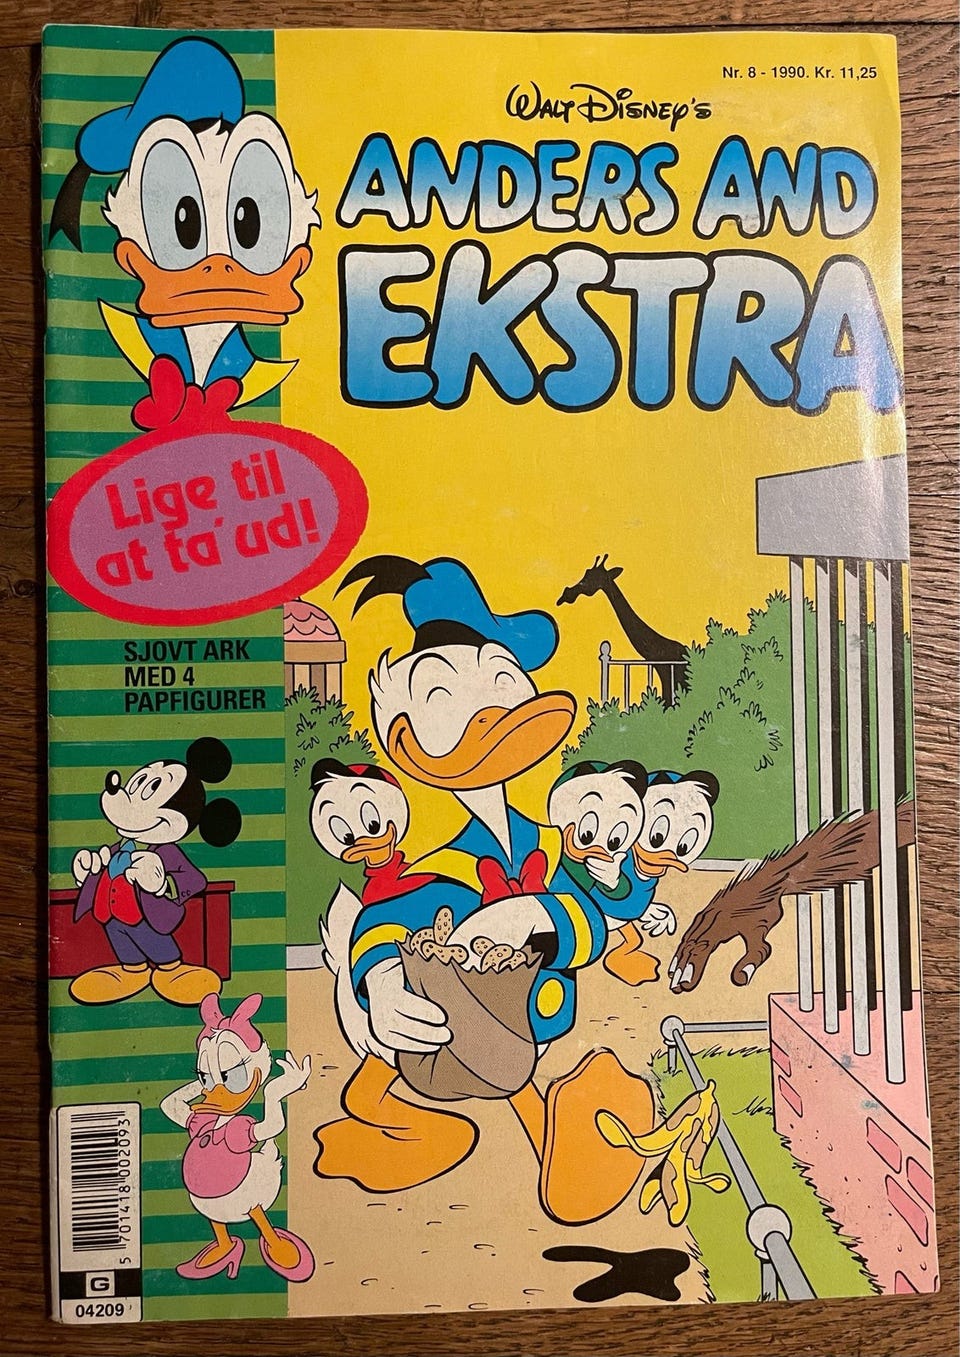 Nr. 8 - 1990. Kr. 11,25
WALT DISNEY'S
ANDERS AND
EKSTRA
Lige til
at ta' ud!
SJOVT ARK
MED 4
PAPFIGURER
5 701418 002093
G
04209